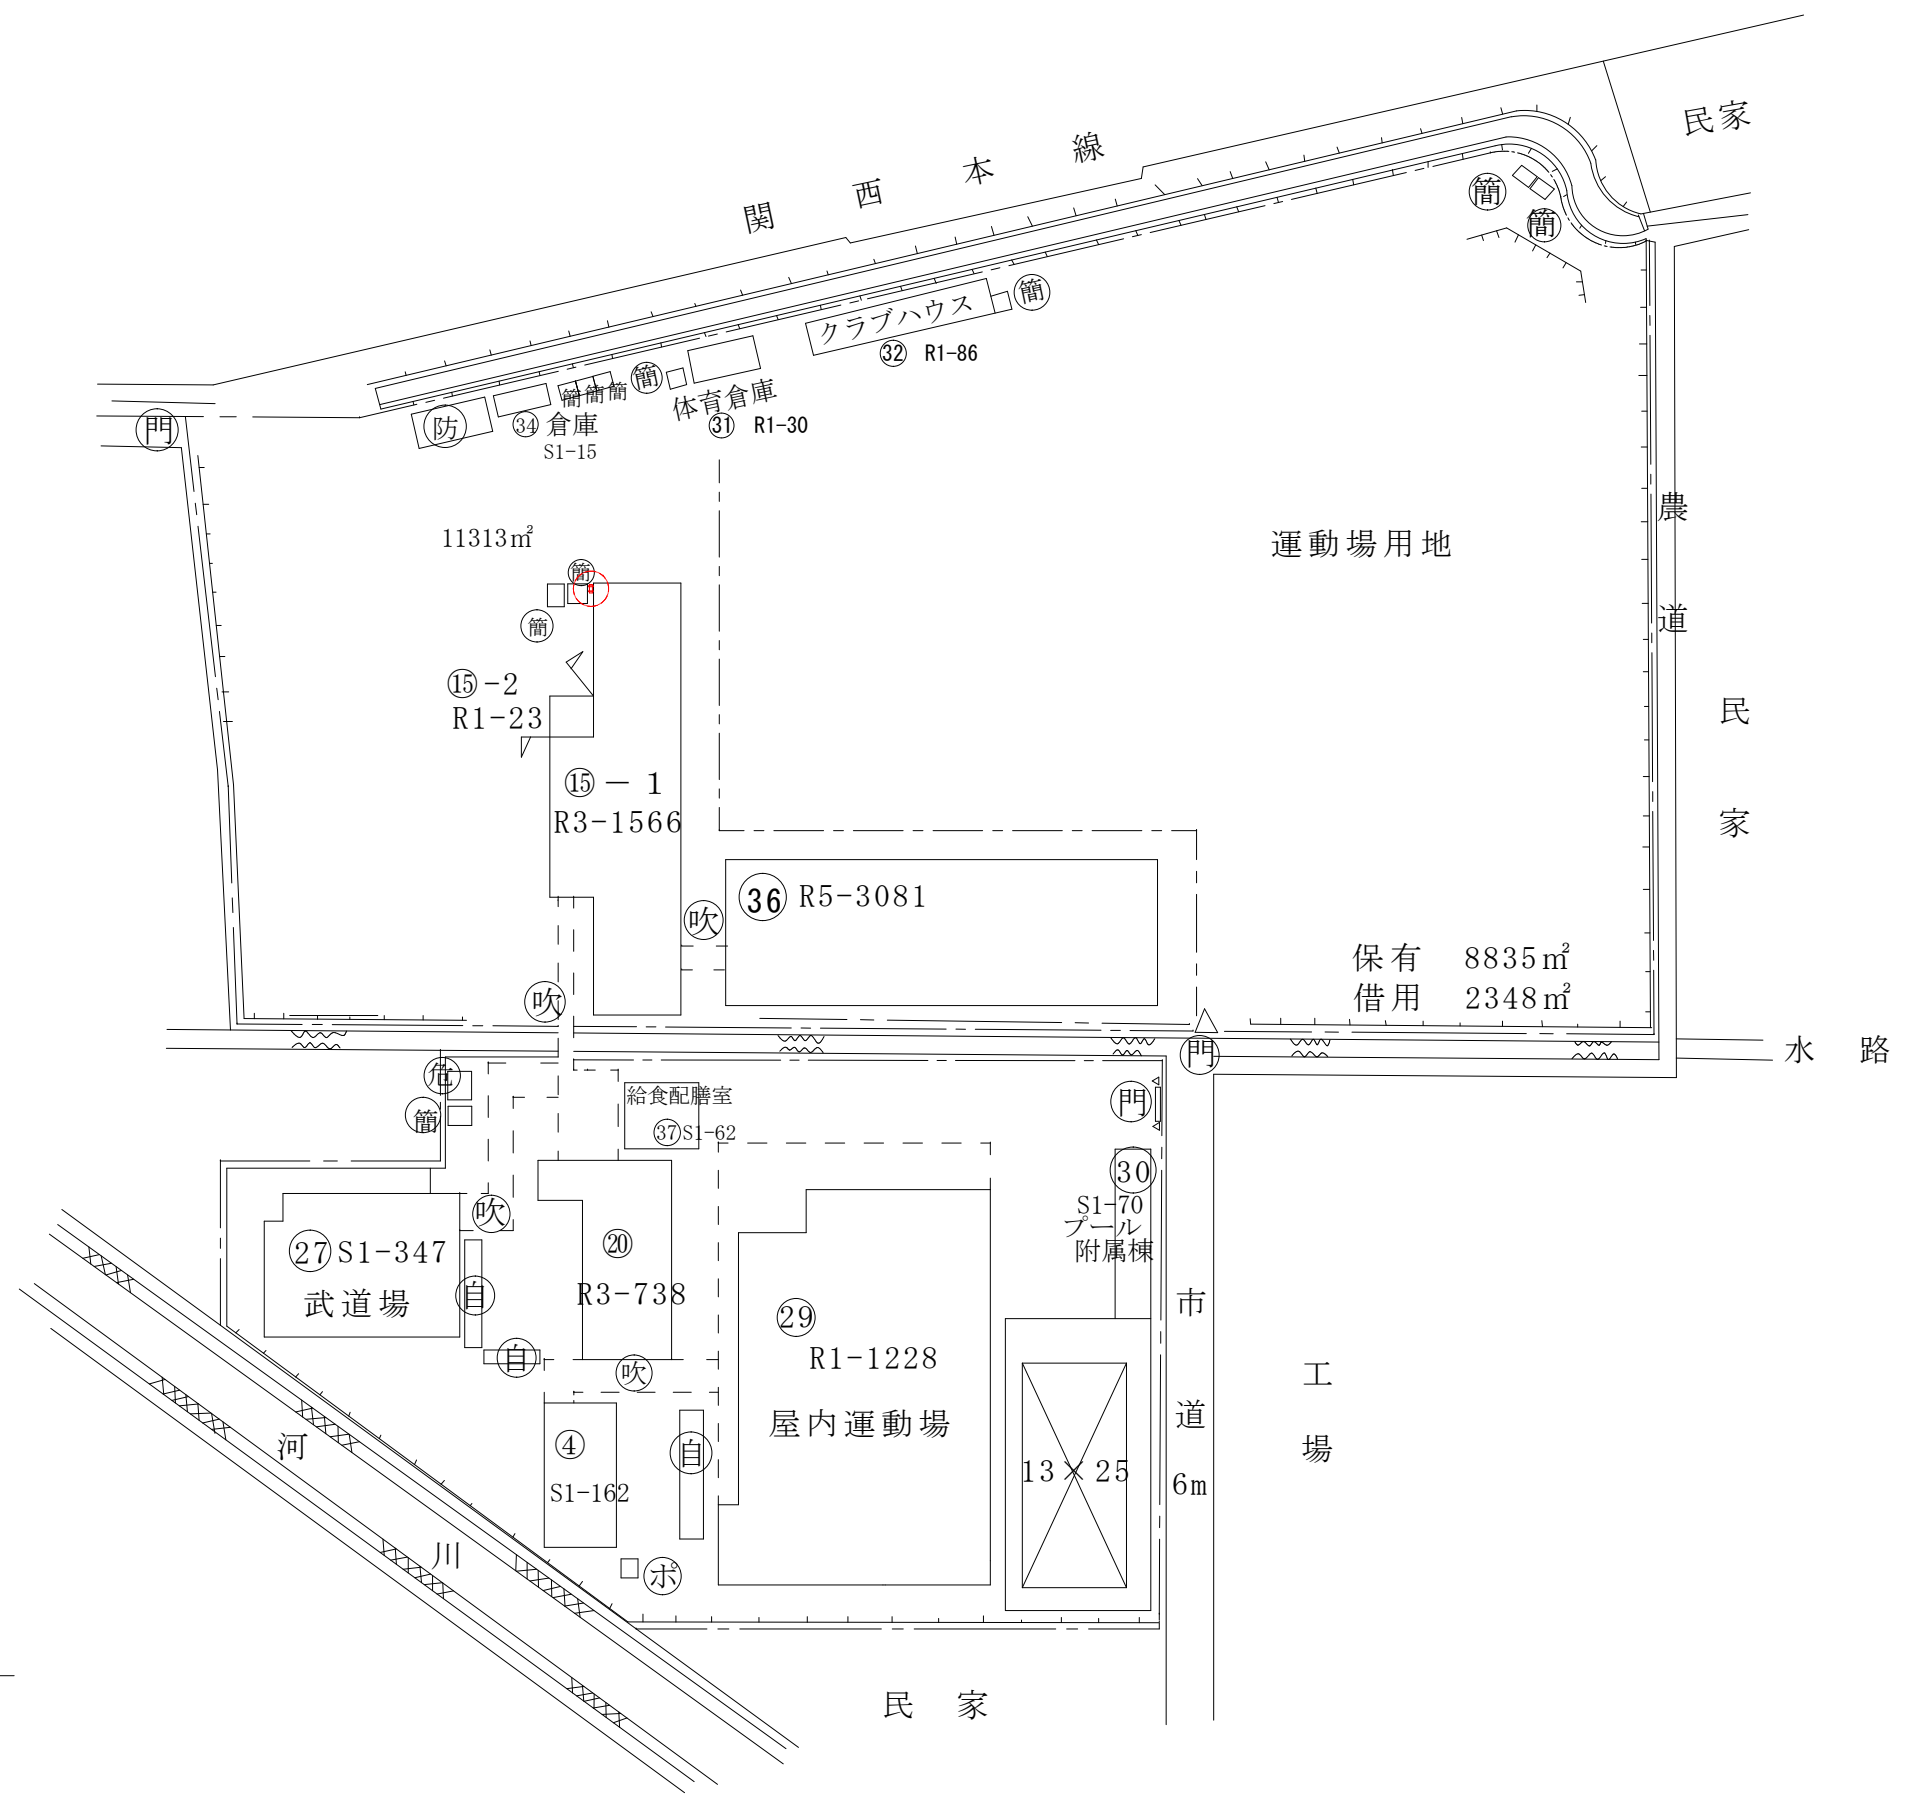 民家
関西本線
簡
簡
簡
クラブハウス
㉜ R1-86
簡
簡簡簡
体育倉庫
㉛ R1-30
門
防
㉞ 倉庫
S1-15
農道
11313㎡
運動場用地
簡
簡
⑮-2
R1-23
民家
⑮－1
R3-1566
㊱ R5-3081
吹
保有 8835㎡
借用 2348㎡
吹
門
水路
危
簡
給食配膳室
㊲S1-62
門
㉚
S1-70
プール
附属棟
吹
㉗S1-347
武道場
自
自
⑳
R3-738
吹
㉙
R1-1228
屋内運動場
市道
6m
工場
④
S1-162
自
13×25
ポ
河川
民家